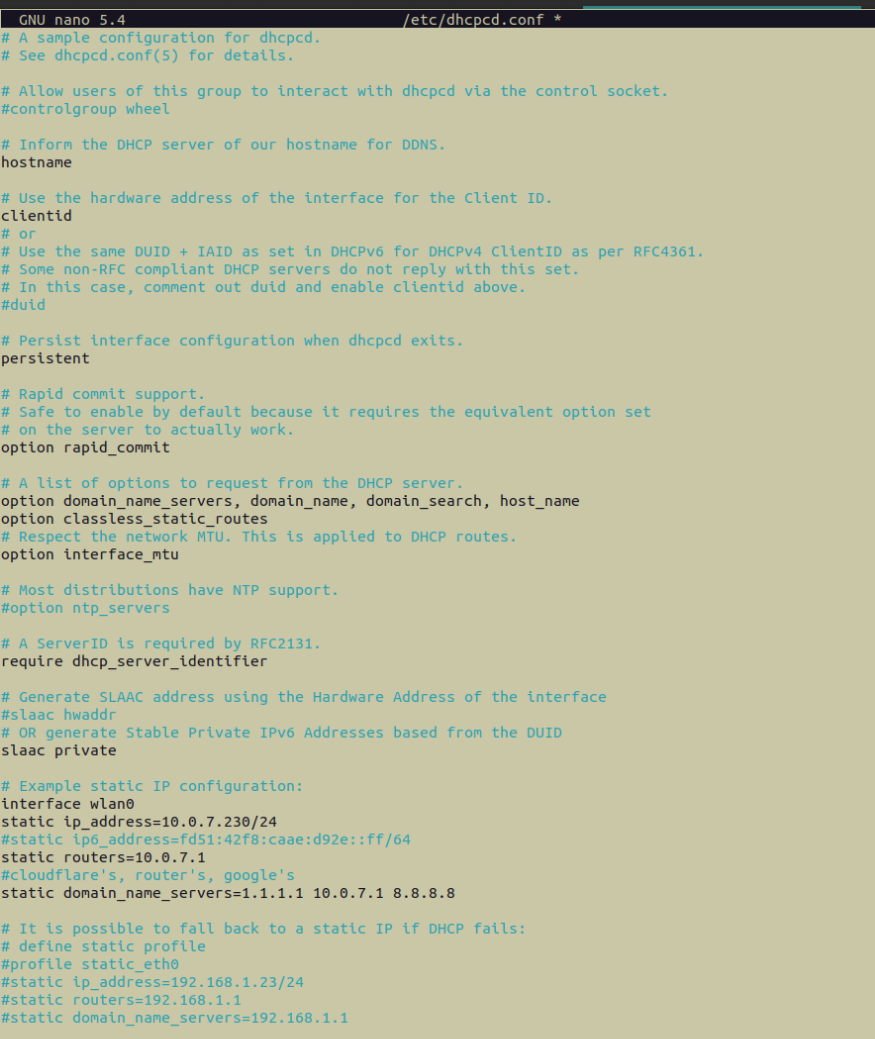 GNU nano 5.4 /etc/dhcpcd.conf *
# A sample configuration for dhcpcd.
# See dhcpcd.conf(5) for details.
# Allow users of this group to interact with dhcpcd via the control socket.
#controlgroup wheel
# Inform the DHCP server of our hostname for DDNS.
hostname
# Use the hardware address of the interface for the Client ID.
clientid
# or
# Use the same DUID + IAID as set in DHCPv6 for DHCPv4 ClientID as per RFC4361.
# Some non-RFC compliant DHCP servers do not reply with this set.
# In this case, comment out duid and enable clientid above.
#duid
# Persist interface configuration when dhcpcd exits.
persistent
# Rapid commit support.
# Safe to enable by default because it requires the equivalent option set
# on the server to actually work.
option rapid_commit
# A list of options to request from the DHCP server.
option domain_name_servers, domain_name, domain_search, host_name
option classless_static_routes
# Respect the network MTU. This is applied to DHCP routes.
option interface_mtu
# Most distributions have NTP support.
#option ntp_servers
# A ServerID is required by RFC2131.
require dhcp_server_identifier
# Generate SLAAC address using the Hardware Address of the interface
#slaac hwaddr
# OR generate Stable Private IPv6 Addresses based from the DUID
slaac private
# Example static IP configuration:
interface wlan0
static ip_address=10.0.7.230/24
#static ip6_address=fd51:42f8:caae:d92e::ff/64
static routers=10.0.7.1
#cloudflare's, router's, google's
static domain_name_servers=1.1.1.1 10.0.7.1 8.8.8.8
# It is possible to fall back to a static IP if DHCP fails:
# define static profile
#profile static_eth0
#static ip_address=192.168.1.23/24
#static routers=192.168.1.1
#static domain_name_servers=192.168.1.1